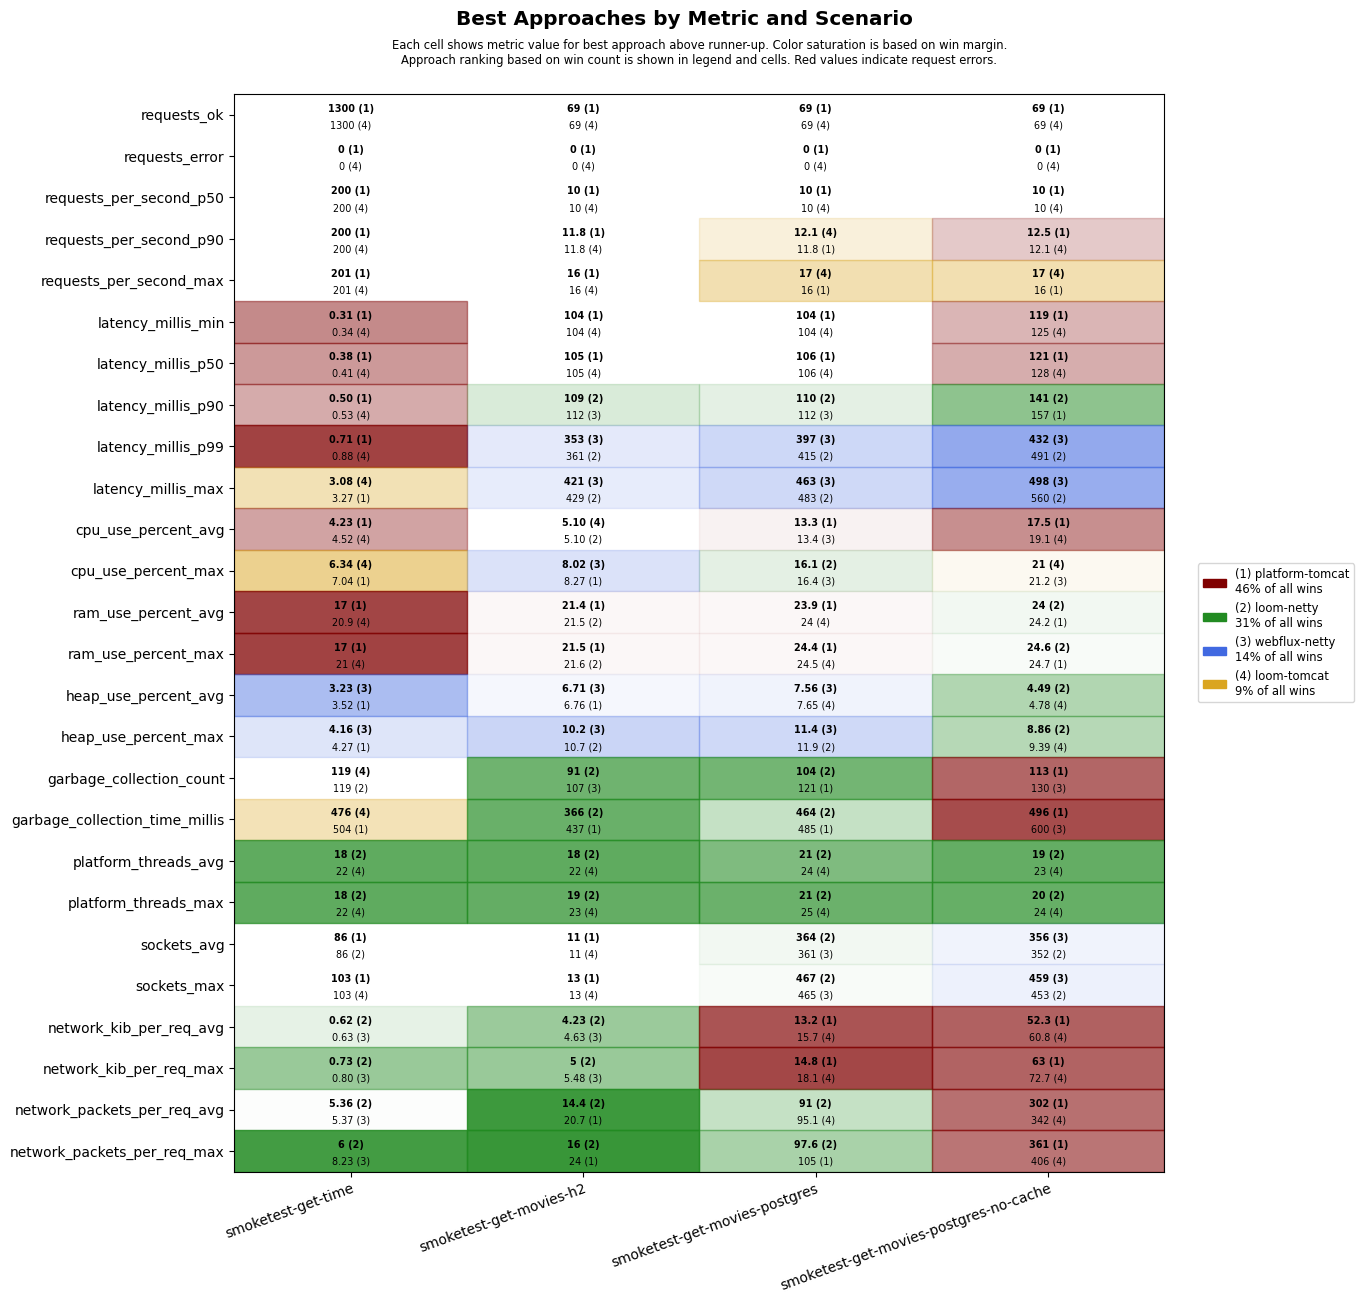 Best Approaches by Metric and Scenario
Each cell shows metric value for best approach above runner-up. Color saturation is based on win margin.
Approach ranking based on win count is shown in legend and cells. Red values indicate request errors.
requests_ok
1300 (1) 69 (1) 69 (1) 69 (1)
1300 (4) 69 (4) 69 (4) 69 (4)
requests_error
0 (1) 0 (1) 0 (1) 0 (1)
0 (4) 0 (4) 0 (4) 0 (4)
requests_per_second_p50
200 (1) 10 (1) 10 (1) 10 (1)
200 (4) 10 (4) 10 (4) 10 (4)
requests_per_second_p90
200 (1) 11.8 (1) 12.1 (4) 12.5 (1)
200 (4) 11.8 (4) 11.8 (1) 12.1 (4)
requests_per_second_max
201 (1) 16 (1) 17 (4) 17 (4)
201 (4) 16 (4) 16 (1) 16 (1)
latency_millis_min
0.31 (1) 104 (1) 104 (1) 119 (1)
0.34 (4) 104 (4) 104 (4) 125 (4)
latency_millis_p50
0.38 (1) 105 (1) 106 (1) 121 (1)
0.41 (4) 105 (4) 106 (4) 128 (4)
latency_millis_p90
0.50 (1) 109 (2) 110 (2) 141 (2)
0.53 (4) 112 (3) 112 (3) 157 (1)
latency_millis_p99
0.71 (1) 353 (3) 397 (3) 432 (3)
0.88 (4) 361 (2) 415 (2) 491 (2)
latency_millis_max
3.08 (4) 421 (3) 463 (3) 498 (3)
3.27 (1) 429 (2) 483 (2) 560 (2)
cpu_use_percent_avg
4.23 (1) 5.10 (4) 13.3 (1) 17.5 (1)
4.52 (4) 5.10 (2) 13.4 (3) 19.1 (4)
cpu_use_percent_max
6.34 (4) 8.02 (3) 16.1 (2) 21 (4)
7.04 (1) 8.27 (1) 16.4 (3) 21.2 (3)
ram_use_percent_avg
17 (1) 21.4 (1) 23.9 (1) 24 (2)
20.9 (4) 21.5 (2) 24 (4) 24.2 (1)
ram_use_percent_max
17 (1) 21.5 (1) 24.4 (1) 24.6 (2)
21 (4) 21.6 (2) 24.5 (4) 24.7 (1)
heap_use_percent_avg
3.23 (3) 6.71 (3) 7.56 (3) 4.49 (2)
3.52 (1) 6.76 (1) 7.65 (4) 4.78 (4)
heap_use_percent_max
4.16 (3) 10.2 (3) 11.4 (3) 8.86 (2)
4.27 (1) 10.7 (2) 11.9 (2) 9.39 (4)
garbage_collection_count
119 (4) 91 (2) 104 (2) 113 (1)
119 (2) 107 (3) 121 (1) 130 (3)
garbage_collection_time_millis
476 (4) 366 (2) 464 (2) 496 (1)
504 (1) 437 (1) 485 (1) 600 (3)
platform_threads_avg
18 (2) 18 (2) 21 (2) 19 (2)
22 (4) 22 (4) 24 (4) 23 (4)
platform_threads_max
18 (2) 19 (2) 21 (2) 20 (2)
22 (4) 23 (4) 25 (4) 24 (4)
sockets_avg
86 (1) 11 (1) 364 (2) 356 (3)
86 (2) 11 (4) 361 (3) 352 (2)
sockets_max
103 (1) 13 (1) 467 (2) 459 (3)
103 (4) 13 (4) 465 (3) 453 (2)
network_kib_per_req_avg
0.62 (2) 4.23 (2) 13.2 (1) 52.3 (1)
0.63 (3) 4.63 (3) 15.7 (4) 60.8 (4)
network_kib_per_req_max
0.73 (2) 5 (2) 14.8 (1) 63 (1)
0.80 (3) 5.48 (3) 18.1 (4) 72.7 (4)
network_packets_per_req_avg
5.36 (2) 14.4 (2) 91 (2) 302 (1)
5.37 (3) 20.7 (1) 95.1 (4) 342 (4)
network_packets_per_req_max
6 (2) 16 (2) 97.6 (2) 361 (1)
8.23 (3) 24 (1) 105 (1) 406 (4)
smoketest-get-time
smoketest-get-movies-h2
smoketest-get-movies-postgres
smoketest-get-movies-postgres-no-cache
(1) platform-tomcat
46% of all wins
(2) loom-netty
31% of all wins
(3) webflux-netty
14% of all wins
(4) loom-tomcat
9% of all wins